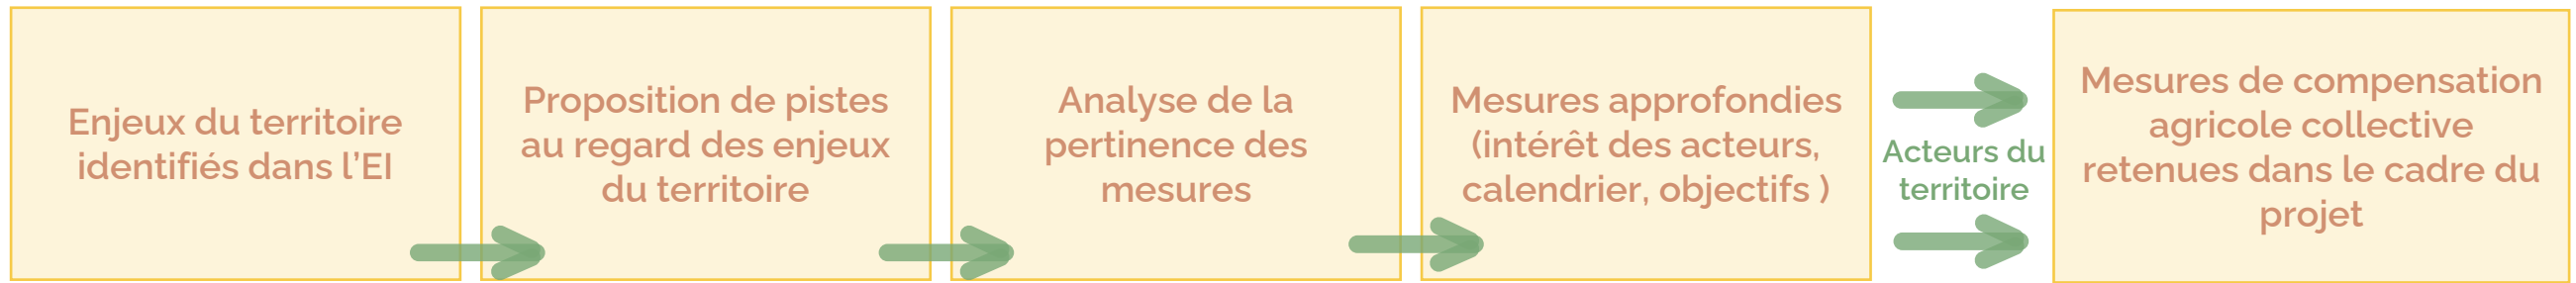 Enjeux du territoire
identifiés dans l'EI
Proposition de pistes
au regard des enjeux
du territoire
Analyse de la
pertinence des
mesures
Mesures approfondies
(intérêt des acteurs,
calendrier, objectifs )
Acteurs du
territoire
Mesures de compensation
agricole collective
retenues dans le cadre du
projet